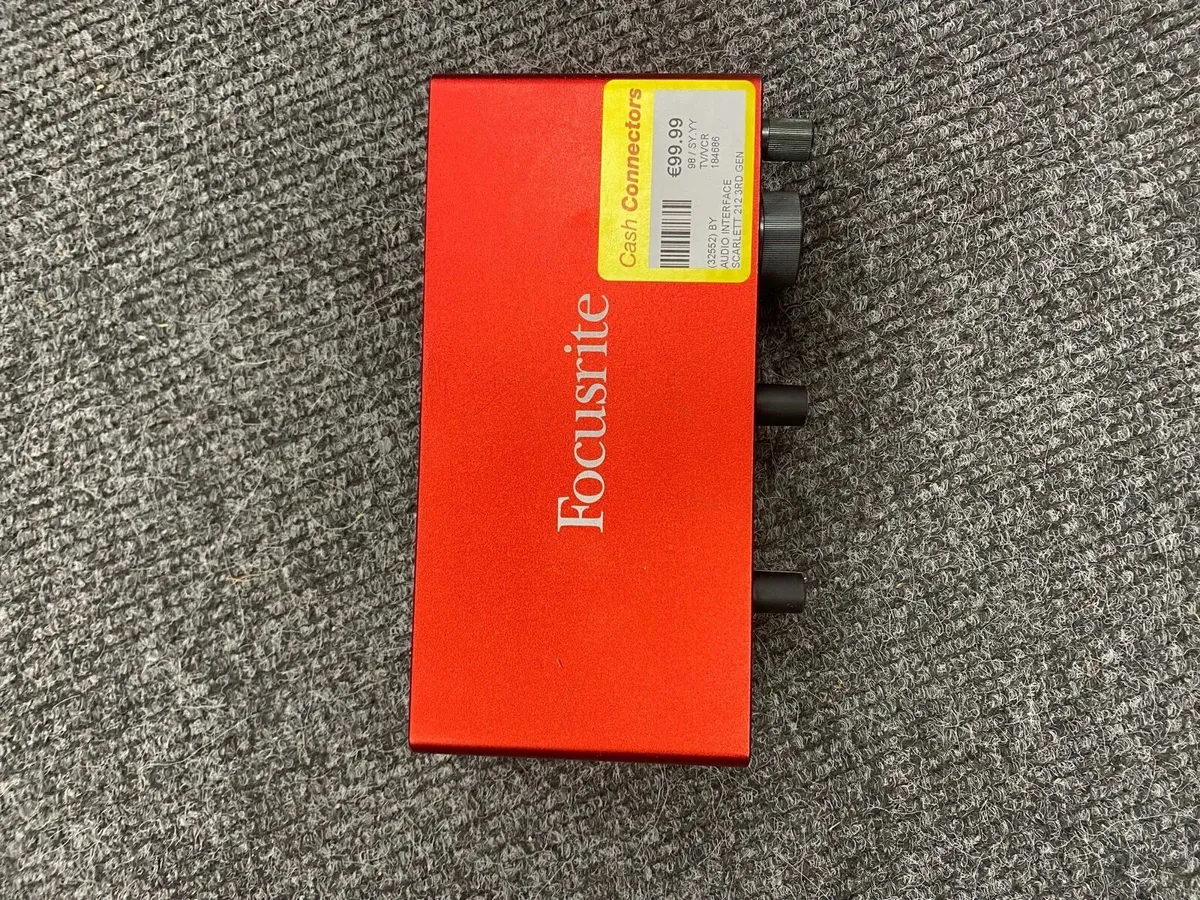 Cash Connectors
€99.99
98 / SY.YY
TV/VCR
184686
(32552) BY
AUDIO INTERFACE
SCARLETT 212 3RD GEN
Focusrite